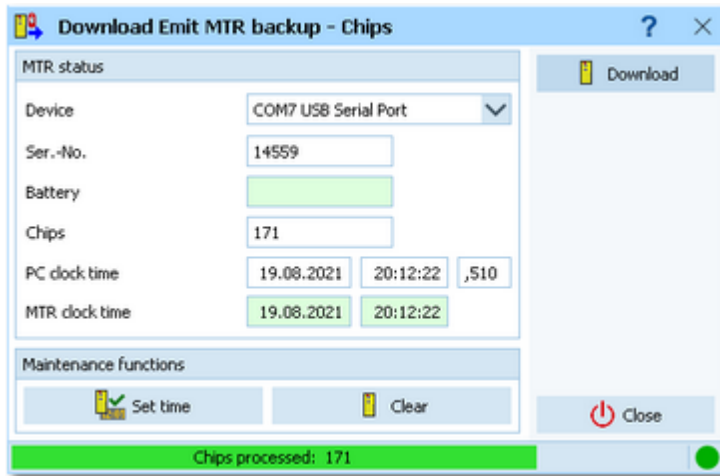 Download Emit MTR backup - Chips ?
MTR status
Download
Device COM7 USB Serial Port
Ser.-No. 14559
Battery
Chips 171
PC clock time 19.08.2021 20:12:22 ,510
MTR clock time 19.08.2021 20:12:22
Maintenance functions
Set time Clear
Close
Chips processed: 171